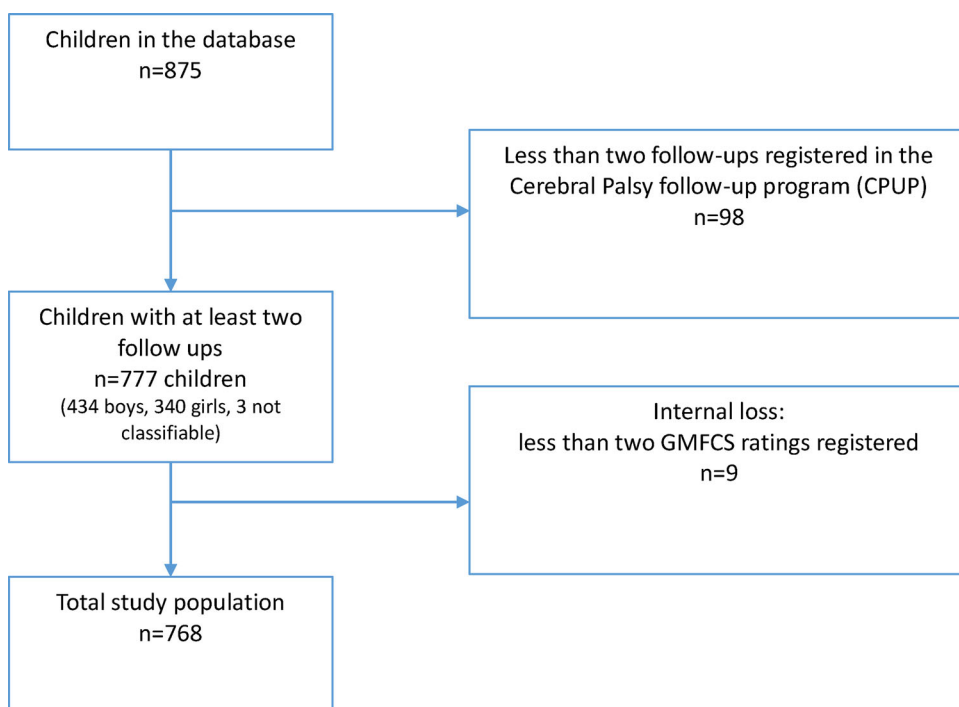 Children in the database
n=875
Less than two follow-ups registered in the
Cerebral Palsy follow-up program (CPUP)
n=98
Children with at least two
follow ups
n=777 children
(434 boys, 340 girls, 3 not
classifiable)
Internal loss:
less than two GMFCS ratings registered
n=9
Total study population
n=768